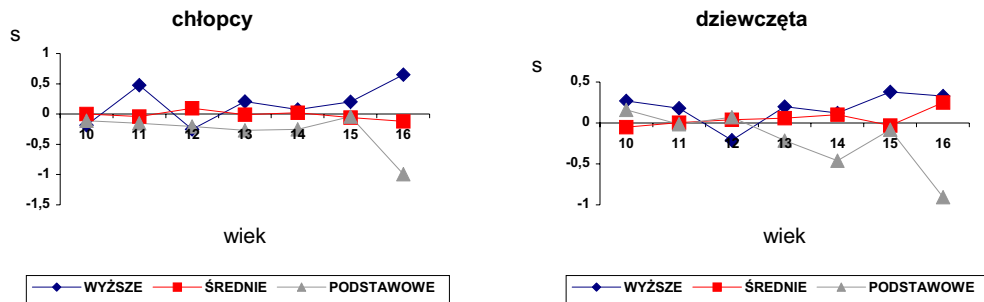 chłopcy
s
1
0,5
0
-0,5
-1
-1,5
10 11 12 13 14 15 16
wiek
WYŻSZE ŚREDNIE PODSTAWOWE
dziewczęta
s
0,5
0
-0,5
-1
10 11 12 13 14 15 16
wiek
WYŻSZE ŚREDNIE PODSTAWOWE